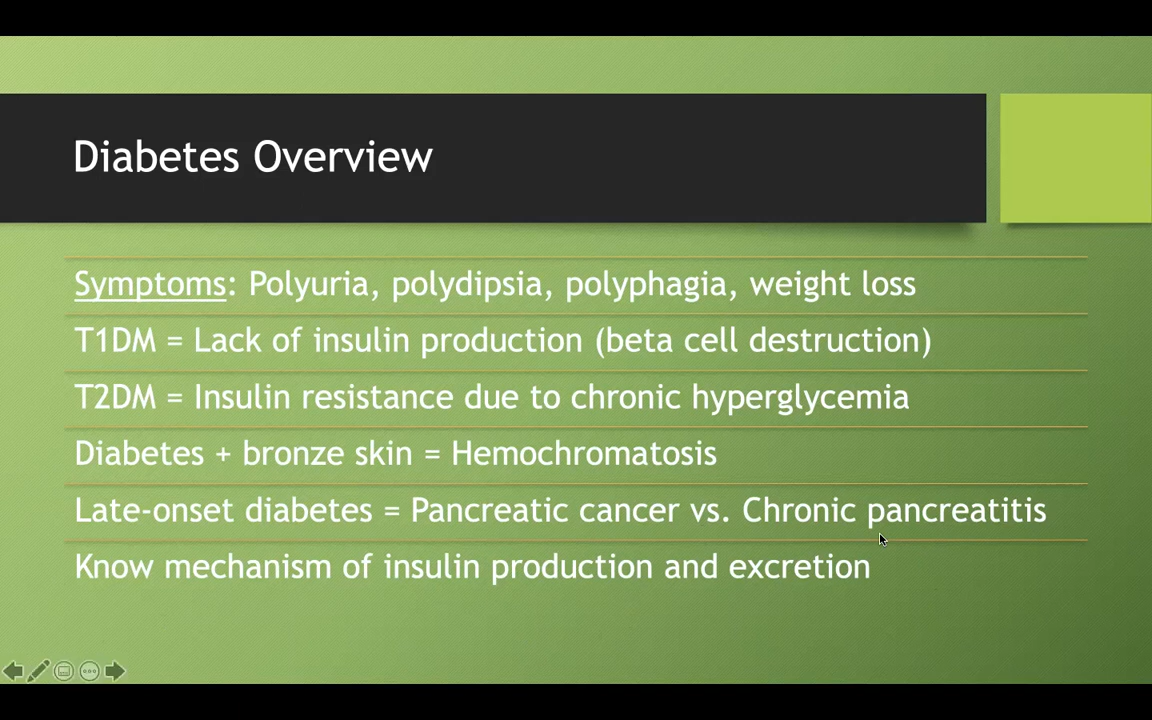 Diabetes Overview
Symptoms: Polyuria, polydipsia, polyphagia, weight loss
T1DM = Lack of insulin production (beta cell destruction)
T2DM = Insulin resistance due to chronic hyperglycemia
Diabetes + bronze skin = Hemochromatosis
Late-onset diabetes = Pancreatic cancer vs. Chronic pancreatitis
Know mechanism of insulin production and excretion